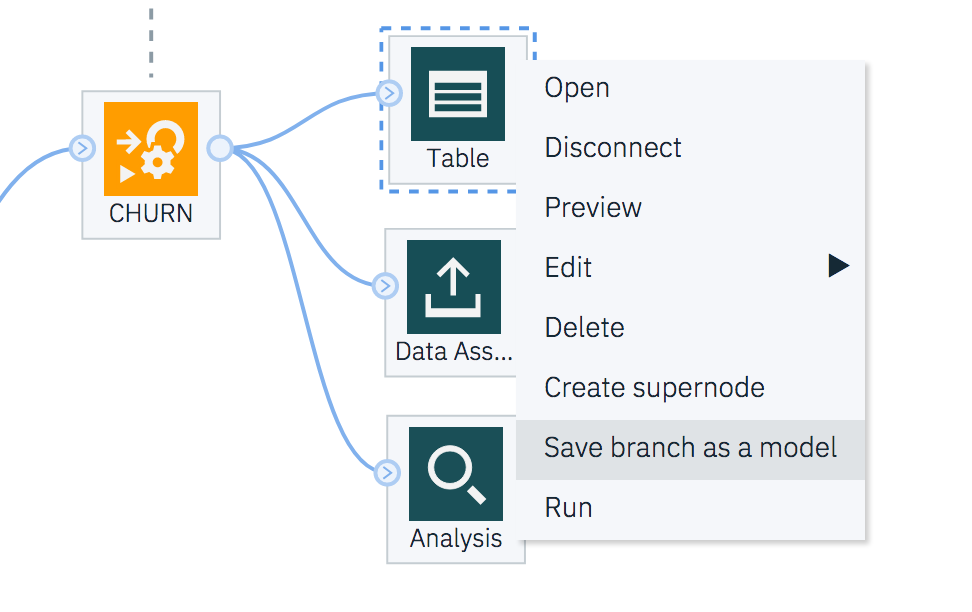 CHURN
Table
Data Ass...
Analysis
Open
Disconnect
Preview
Edit
Delete
Create supernode
Save branch as a model
Run